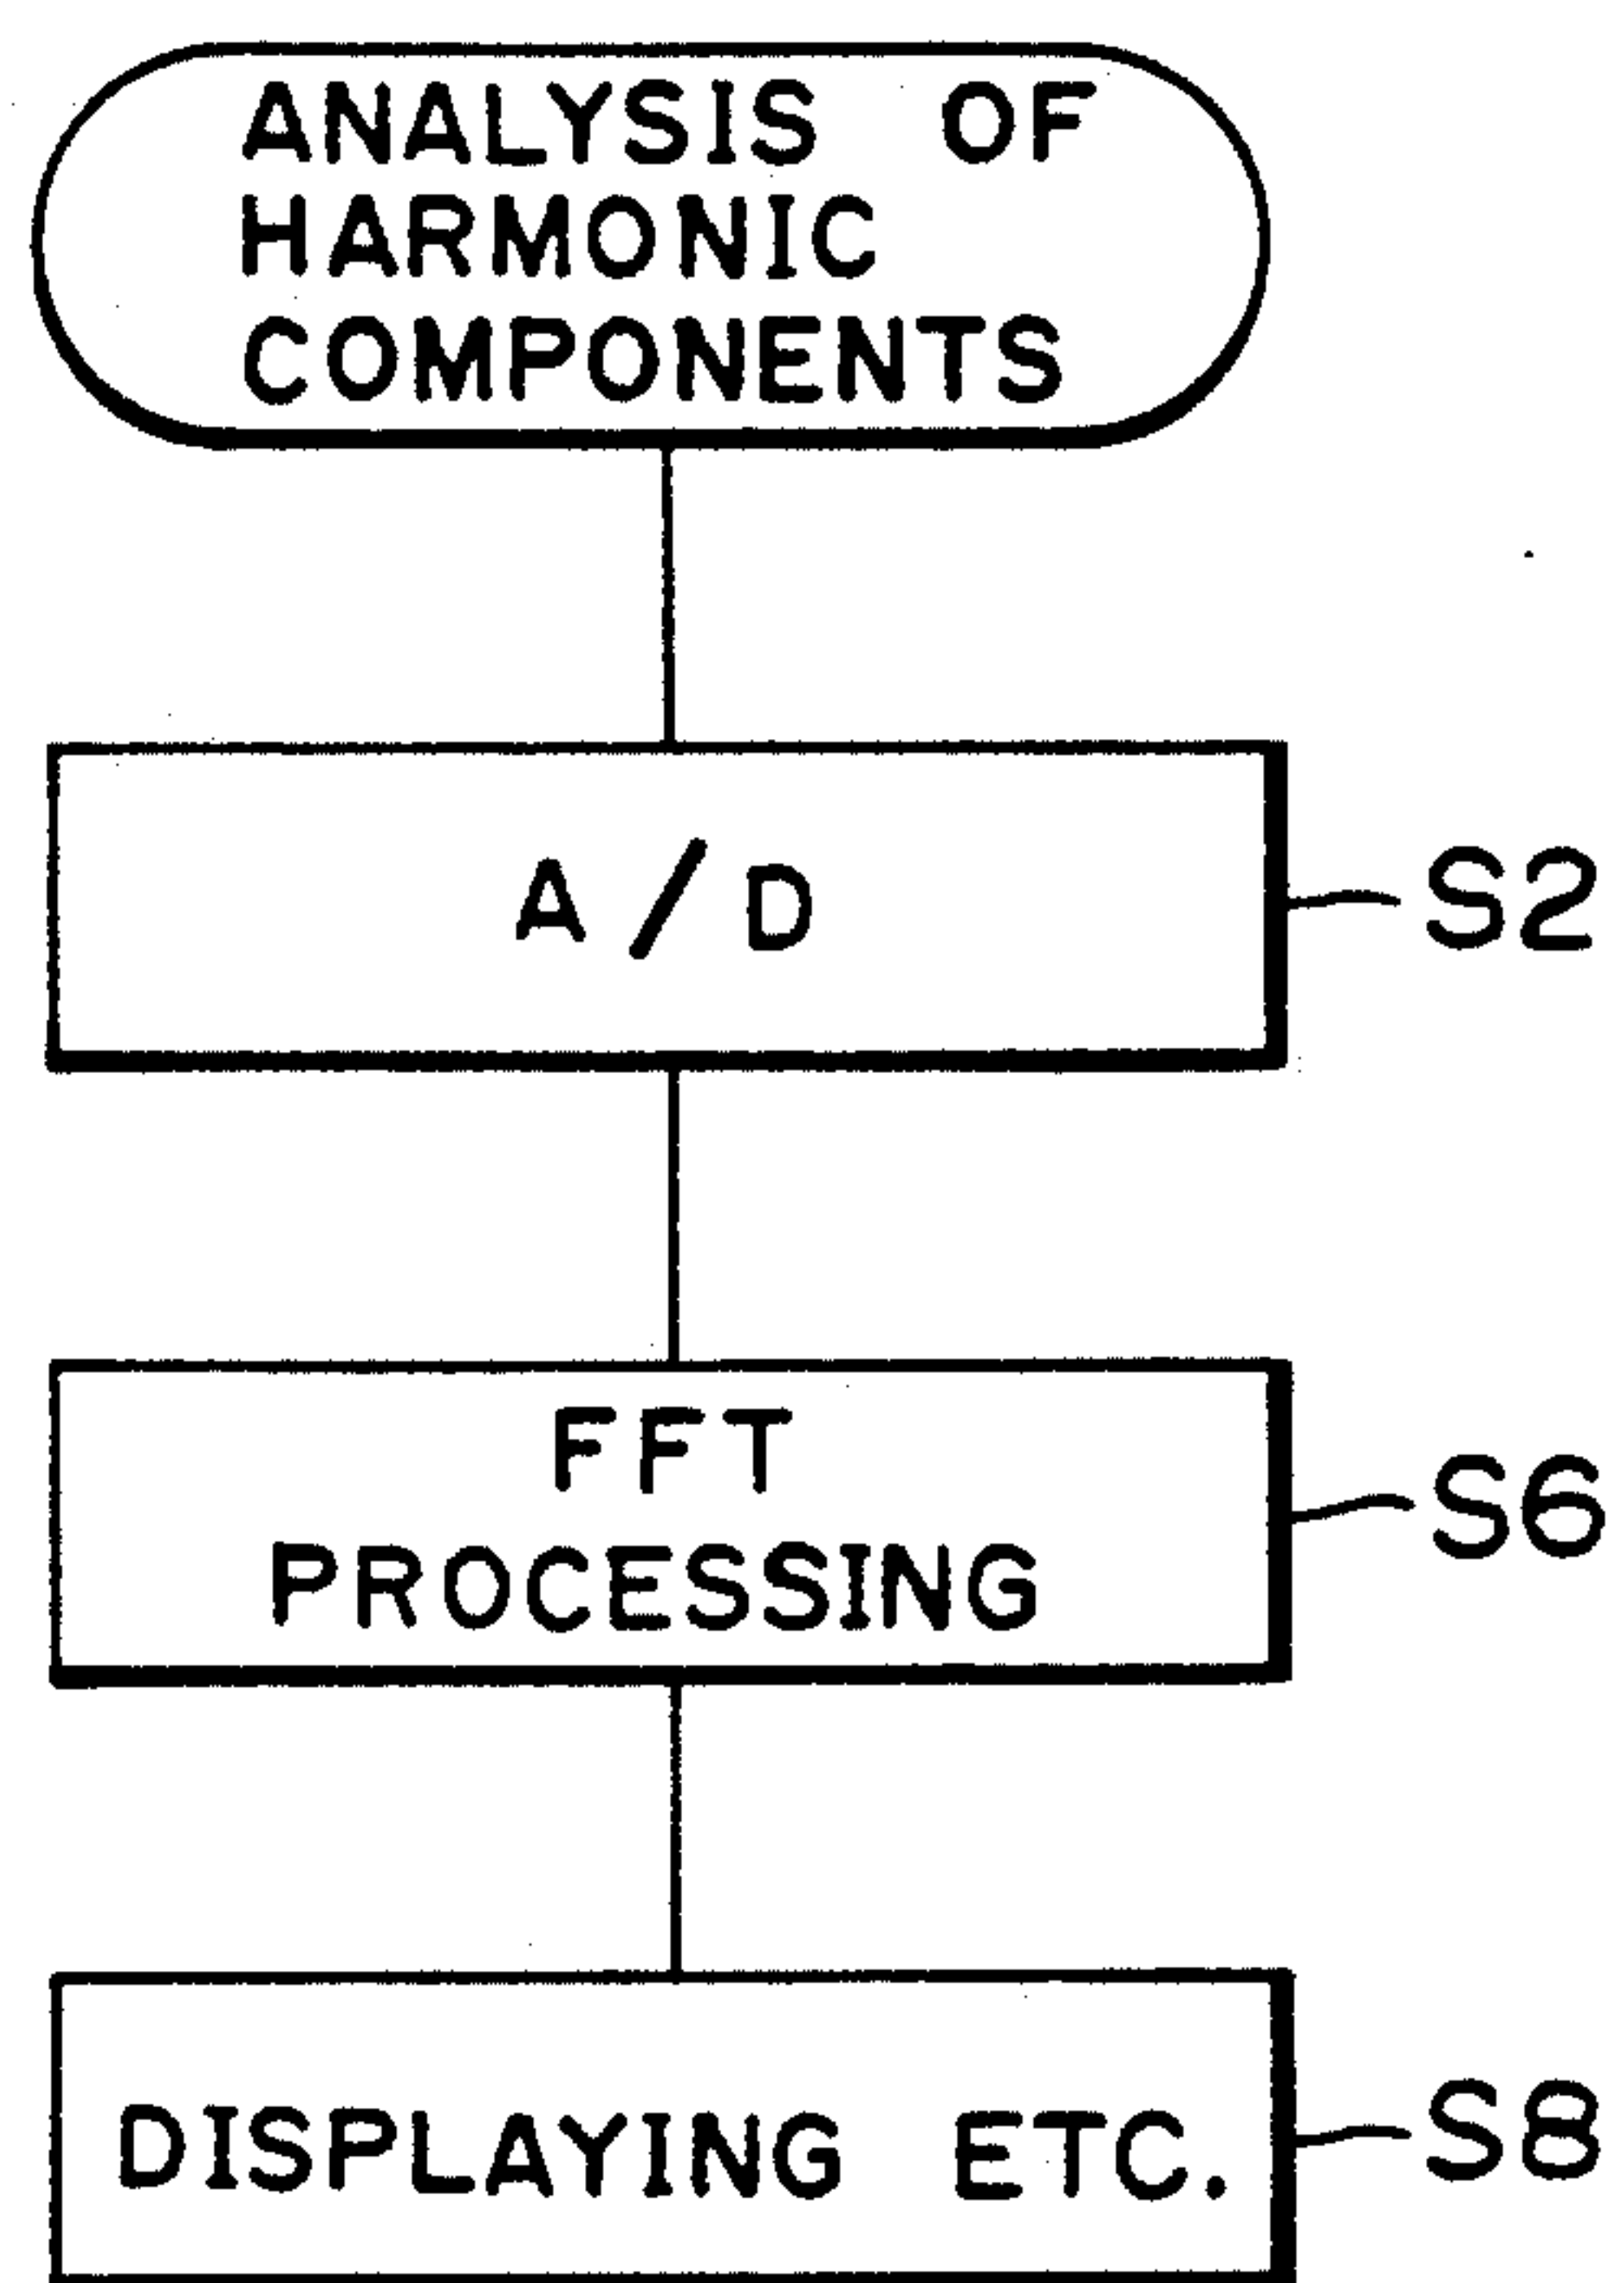 ANALYSIS OF
HARMONIC
COMPONENTS
A/D
S2
FFT
PROCESSING
S6
DISPLAYING ETC.
S8